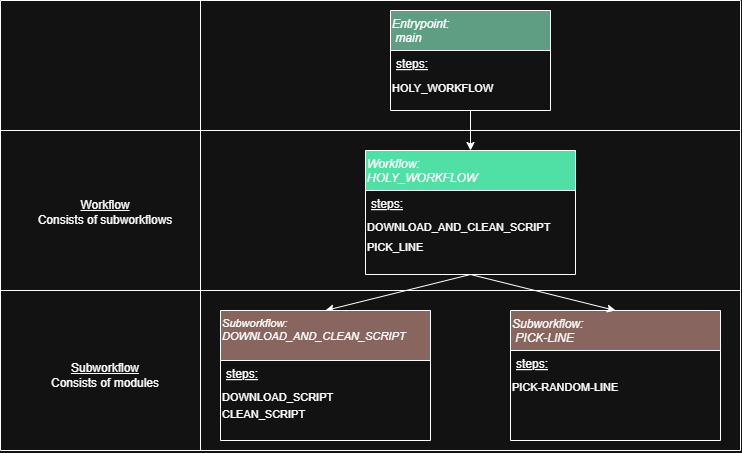 Entrypoint:
main
steps:
HOLY_WORKFLOW
Workflow
Consists of subworkflows
Workflow:
HOLY_WORKFLOW
steps:
DOWNLOAD_AND_CLEAN_SCRIPT
PICK_LINE
Subworkflow
Consists of modules
Subworkflow:
DOWNLOAD_AND_CLEAN_SCRIPT
steps:
DOWNLOAD_SCRIPT
CLEAN_SCRIPT
Subworkflow:
PICK-LINE
steps:
PICK-RANDOM-LINE